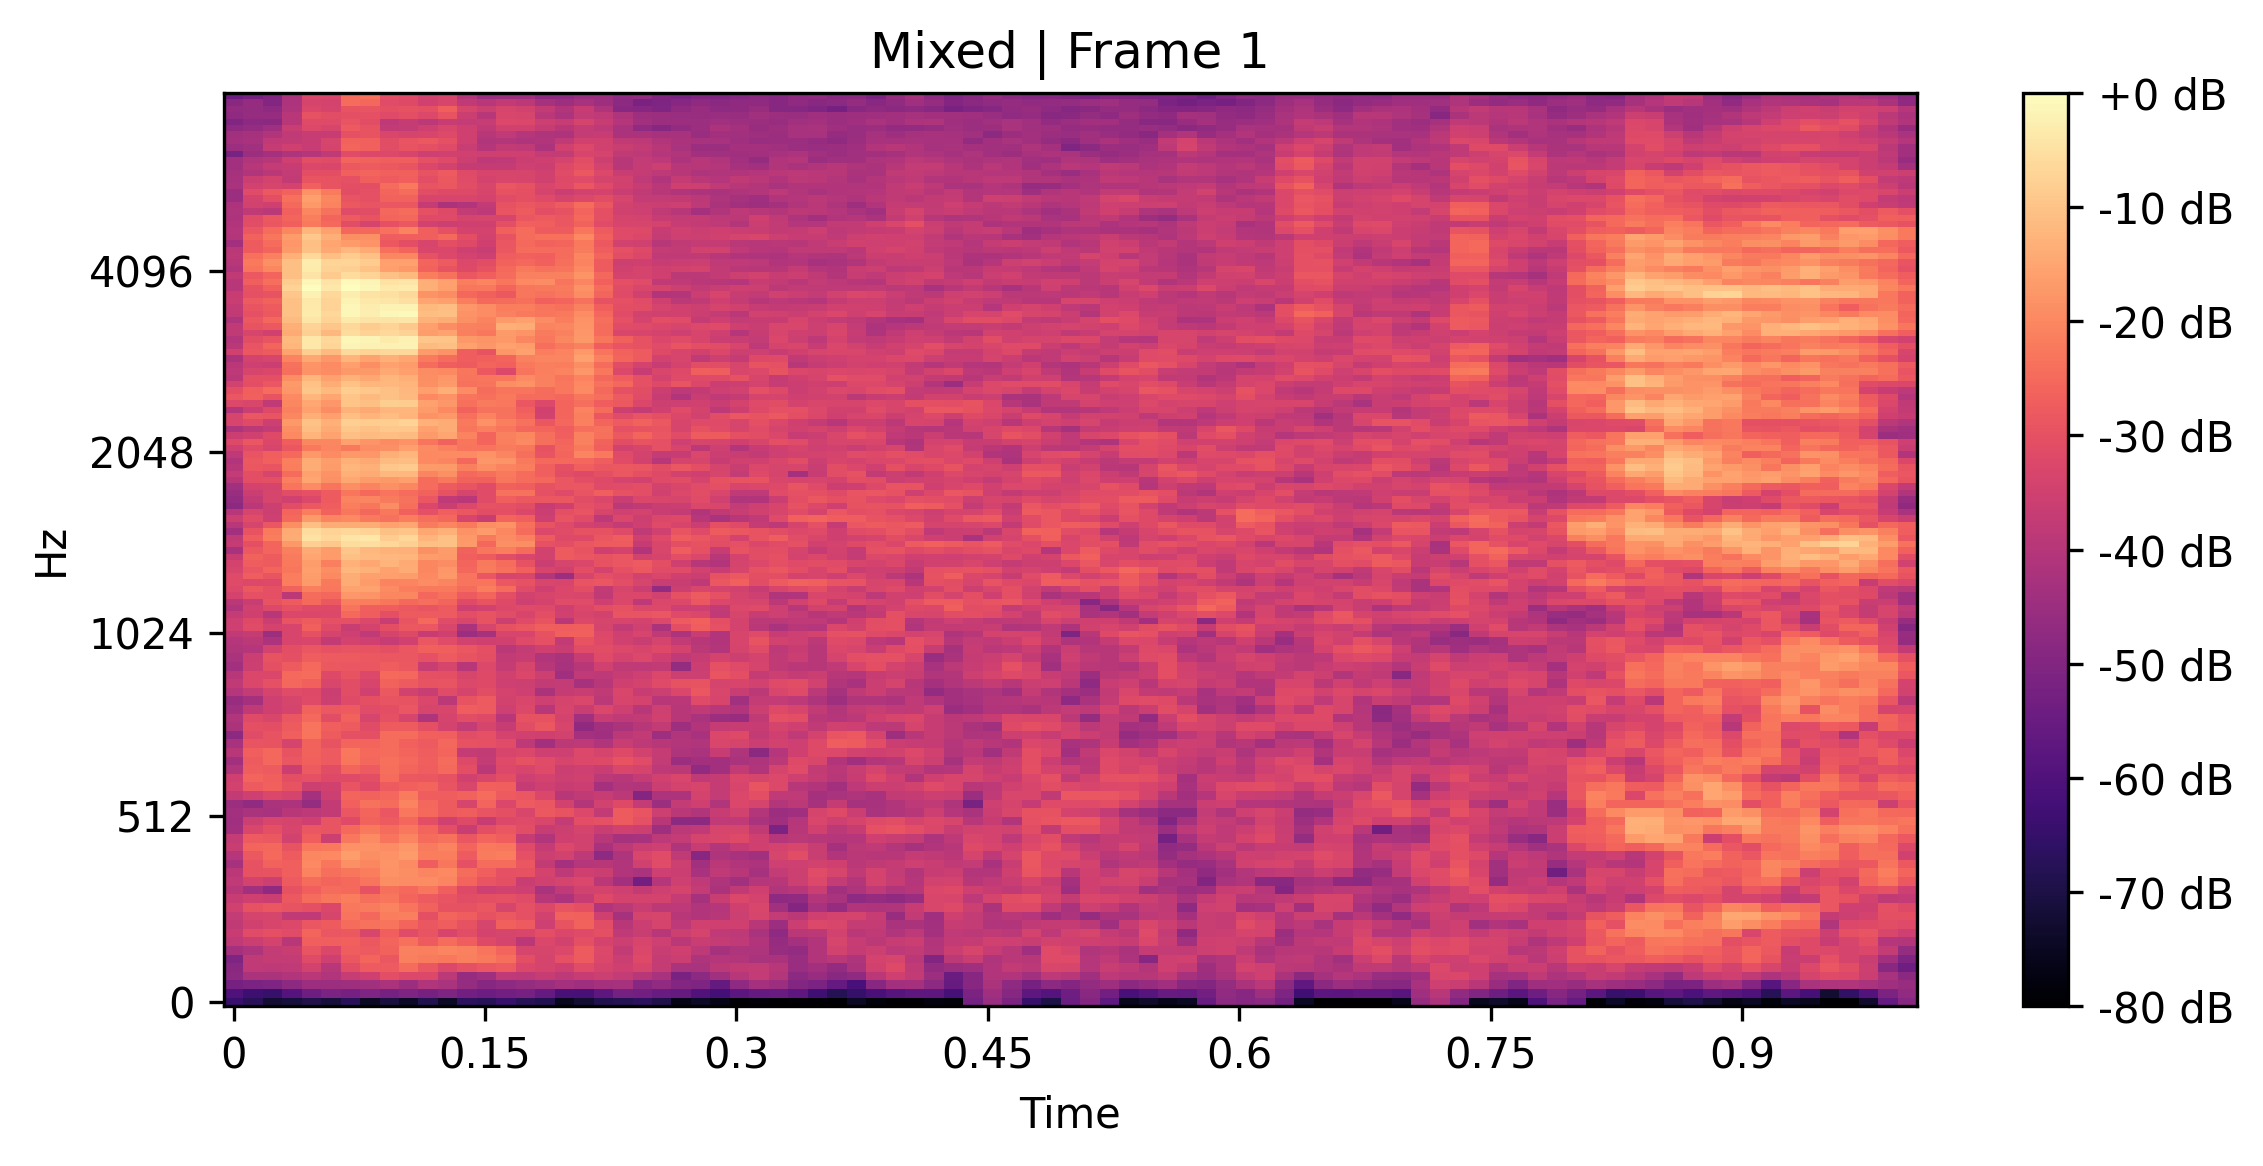 Mixed | Frame 1
Hz
4096
2048
1024
512
0
0 0.15 0.3 0.45 0.6 0.75 0.9
Time
+0 dB
-10 dB
-20 dB
-30 dB
-40 dB
-50 dB
-60 dB
-70 dB
-80 dB